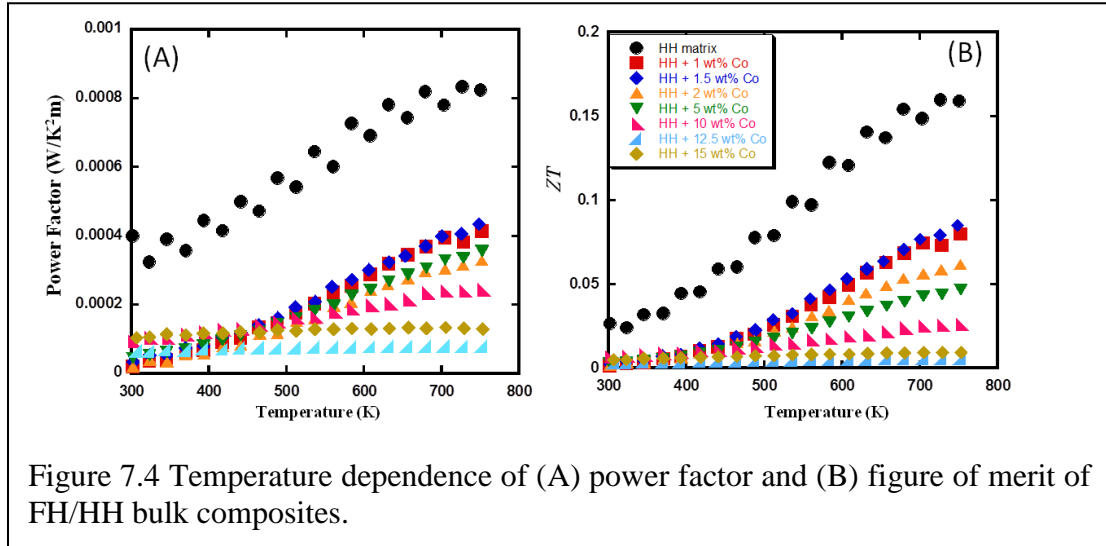 (A)
0.001
0.0008
0.0006
0.0004
0.0002
0
300 400 500 600 700 800
Temperature (K)
Power Factor (W/K²m)
(B)
HH matrix
HH + 1 wt% Co
HH + 1.5 wt% Co
HH + 2 wt% Co
HH + 5 wt% Co
HH + 10 wt% Co
HH + 12.5 wt% Co
HH + 15 wt% Co
0.2
0.15
0.1
0.05
0
300 400 500 600 700 800
Temperature (K)
ZT
Figure 7.4 Temperature dependence of (A) power factor and (B) figure of merit of
FH/HH bulk composites.